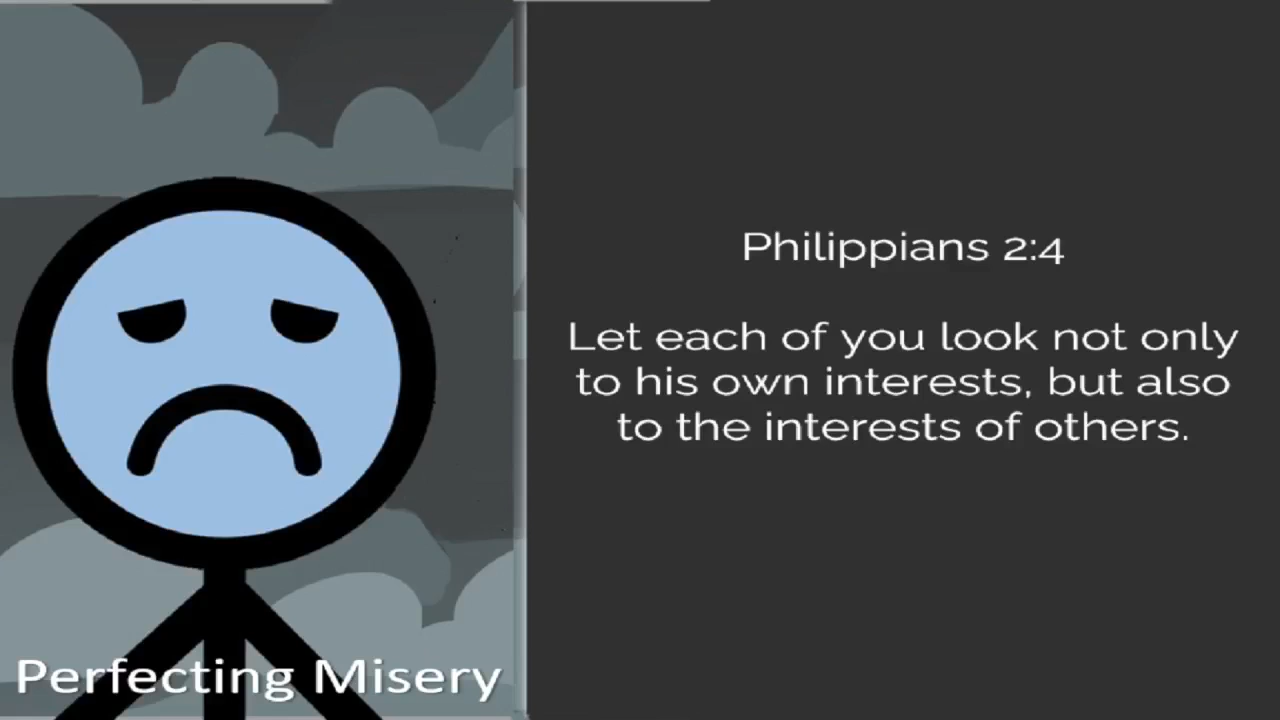 Philippians 2:4
Let each of you look not only
to his own interests, but also
to the interests of others.
Perfecting Misery